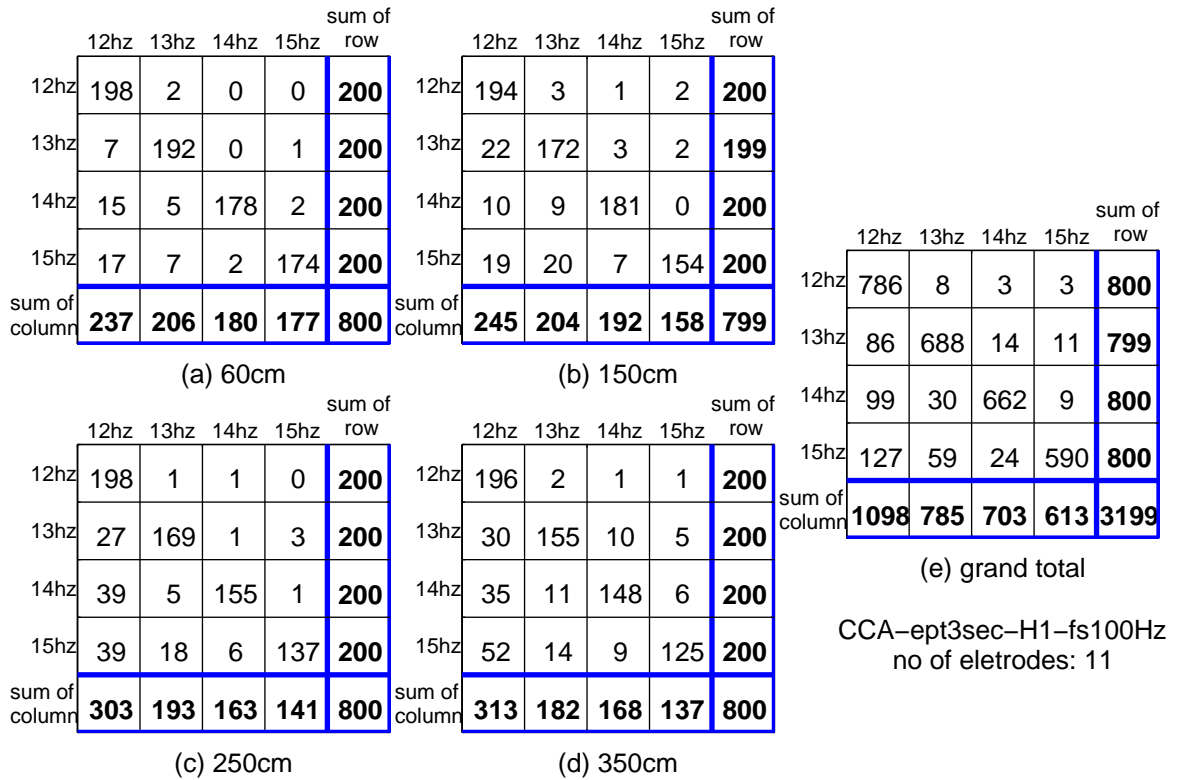 sum of
row
12hz 13hz 14hz 15hz
12hz 198 2 0 0 200
13hz 7 192 0 1 200
14hz 15 5 178 2 200
15hz 17 7 2 174 200
sum of
column 237 206 180 177 800
(a) 60cm
sum of
row
12hz 13hz 14hz 15hz
12hz 194 3 1 2 200
13hz 22 172 3 2 199
14hz 10 9 181 0 200
15hz 19 20 7 154 200
sum of
column 245 204 192 158 799
(b) 150cm
sum of
row
12hz 13hz 14hz 15hz
12hz 198 1 1 0 200
13hz 27 169 1 3 200
14hz 39 5 155 1 200
15hz 39 18 6 137 200
sum of
column 303 193 163 141 800
(c) 250cm
sum of
row
12hz 13hz 14hz 15hz
12hz 196 2 1 1 200
13hz 30 155 10 5 200
14hz 35 11 148 6 200
15hz 52 14 9 125 200
sum of
column 313 182 168 137 800
(d) 350cm
sum of
row
12hz 13hz 14hz 15hz
12hz 786 8 3 3 800
13hz 86 688 14 11 799
14hz 99 30 662 9 800
15hz 127 59 24 590 800
sum of
column 1098 785 703 613 3199
(e) grand total
CCA−ept3sec−H1−fs100Hz
no of eletrodes: 11